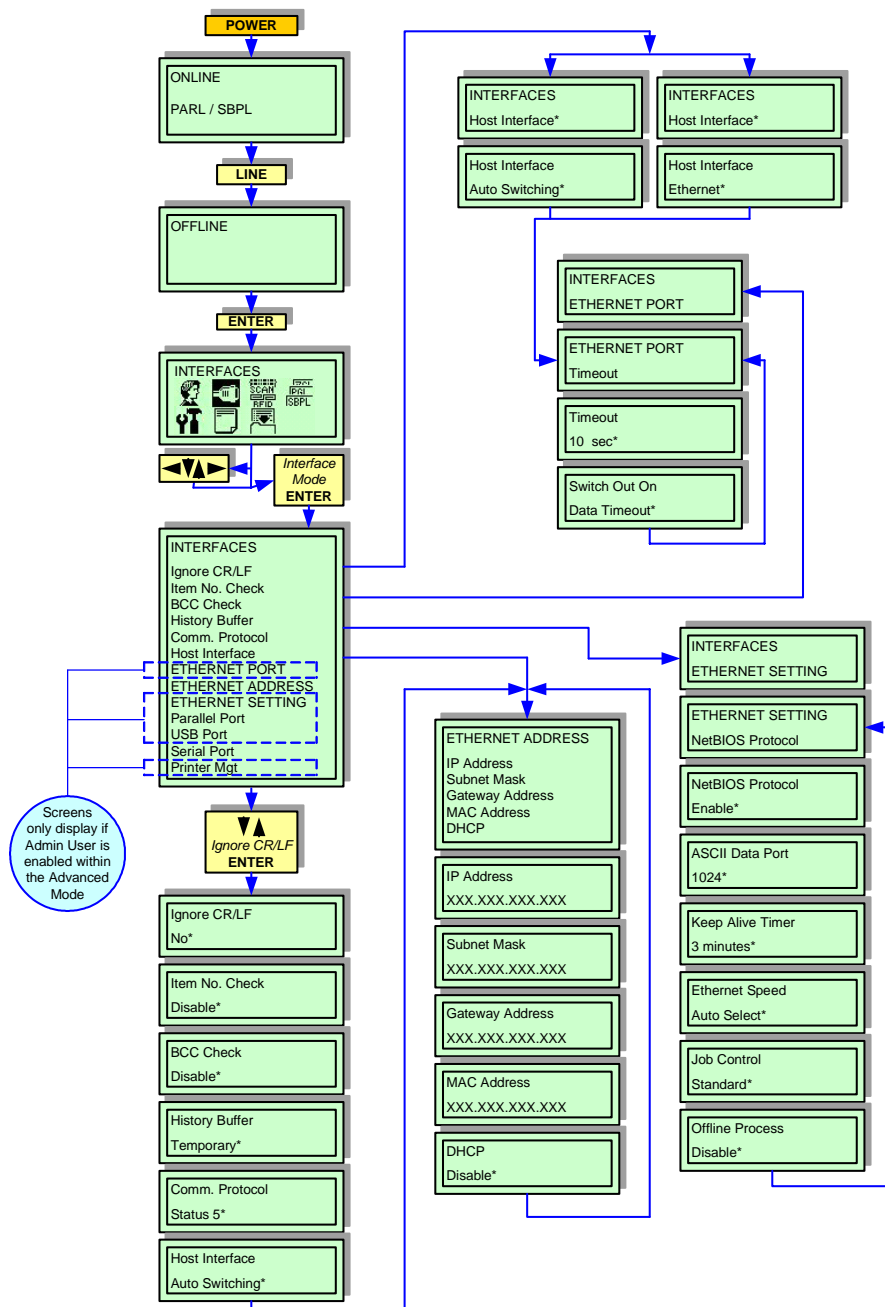 POWER
ONLINE
PARL / SBPL
LINE
OFFLINE
ENTER
INTERFACES
SCAN
RFID
PGL
SBPL
Interface
Mode
ENTER
INTERFACES
Ignore CR/LF
Item No. Check
BCC Check
History Buffer
Comm. Protocol
Host Interface
ETHERNET PORT
ETHERNET ADDRESS
ETHERNET SETTING
Parallel Port
USB Port
Serial Port
Printer Mgt
Screens
only display if
Admin User is
enabled within
the Advanced
Mode
Ignore CR/LF
ENTER
Ignore CR/LF
No*
Item No. Check
Disable*
BCC Check
Disable*
History Buffer
Temporary*
Comm. Protocol
Status 5*
Host Interface
Auto Switching*
INTERFACES
Host Interface*
Host Interface
Auto Switching*
INTERFACES
Host Interface*
Host Interface
Ethernet*
INTERFACES
ETHERNET PORT
ETHERNET PORT
Timeout
Timeout
10 sec*
Switch Out On
Data Timeout*
ETHERNET ADDRESS
IP Address
Subnet Mask
Gateway Address
MAC Address
DHCP
IP Address
XXX.XXX.XXX.XXX
Subnet Mask
XXX.XXX.XXX.XXX
Gateway Address
XXX.XXX.XXX.XXX
MAC Address
XXX.XXX.XXX.XXX
DHCP
Disable*
INTERFACES
ETHERNET SETTING
ETHERNET SETTING
NetBIOS Protocol
NetBIOS Protocol
Enable*
ASCII Data Port
1024*
Keep Alive Timer
3 minutes*
Ethernet Speed
Auto Select*
Job Control
Standard*
Offline Process
Disable*